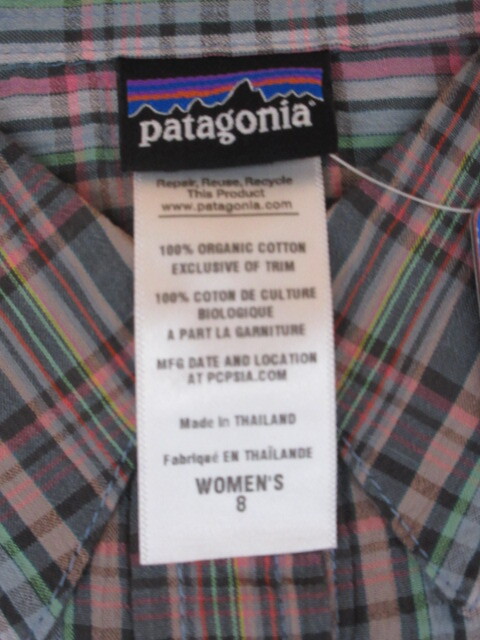 patagonia®
Repair, Reuse, Recycle
This Product
www.patagonia.com
100% ORGANIC COTTON
EXCLUSIVE OF TRIM
100% COTON DE CULTURE
BIOLOGIQUE
A PART LA GARNITURE
MFG DATE AND LOCATION
AT PCPSIA.COM
Made in THAILAND
Fabriqué EN THAÏLANDE
WOMEN'S
8